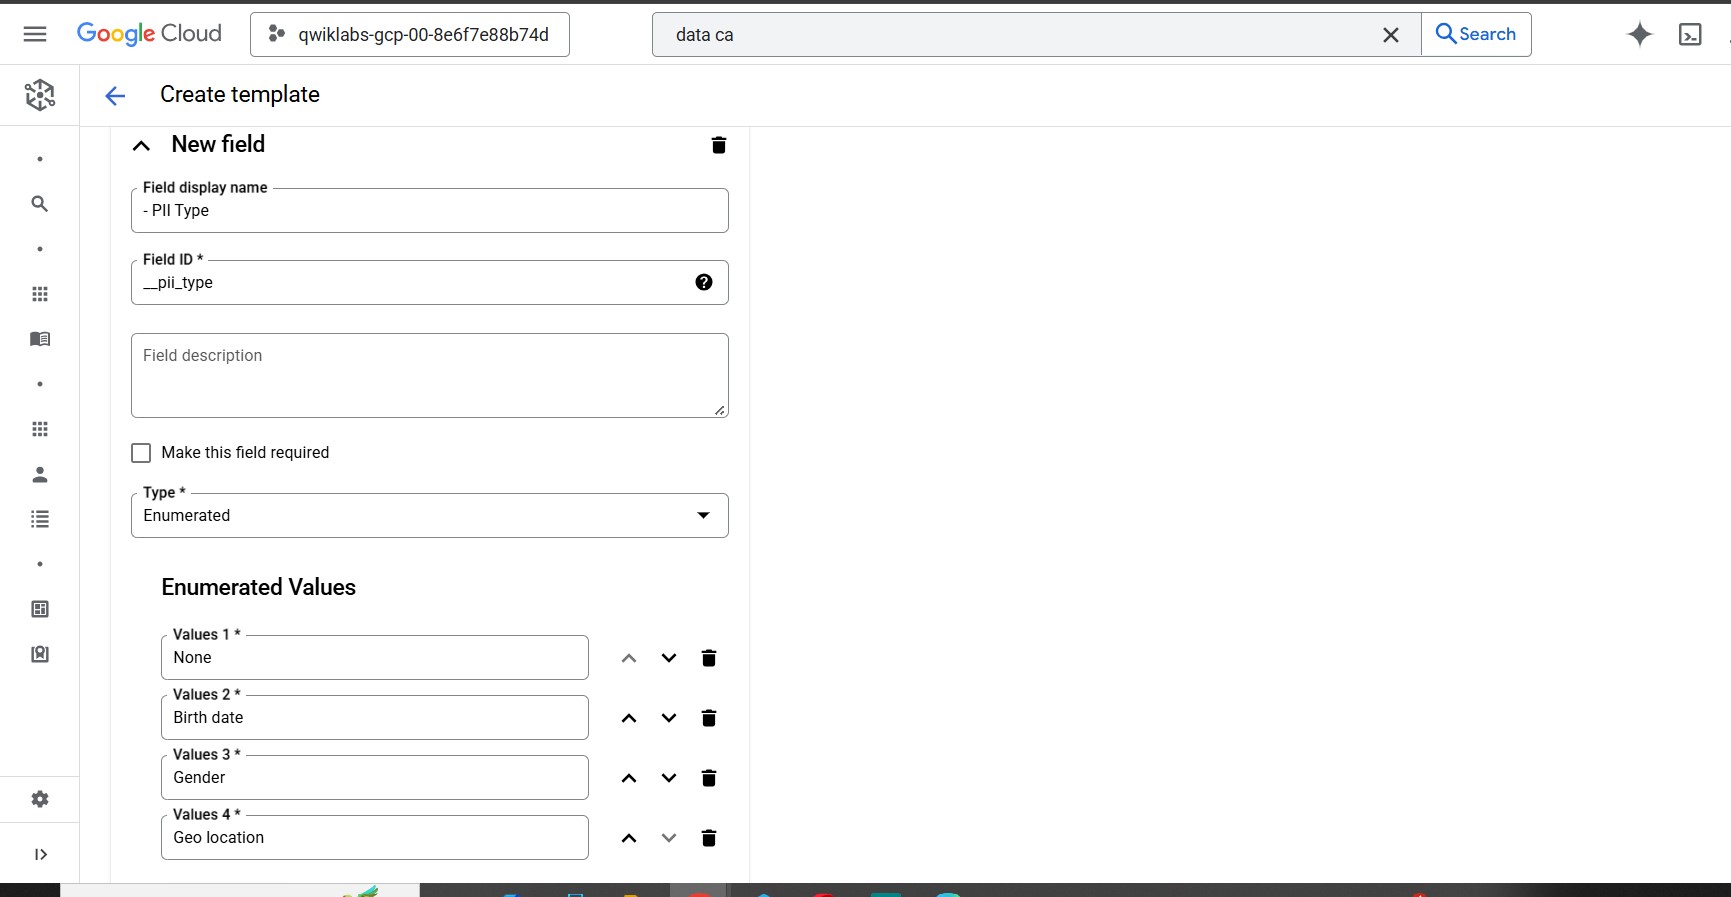 Google Cloud
qwiklabs-gcp-00-8e6f7e88b74d
data ca
Search
Create template
New field
Field display name
- PII Type
Field ID *
__pii_type
Field description
Make this field required
Type *
Enumerated
Enumerated Values
Values 1 *
None
Values 2 *
Birth date
Values 3 *
Gender
Values 4 *
Geo location